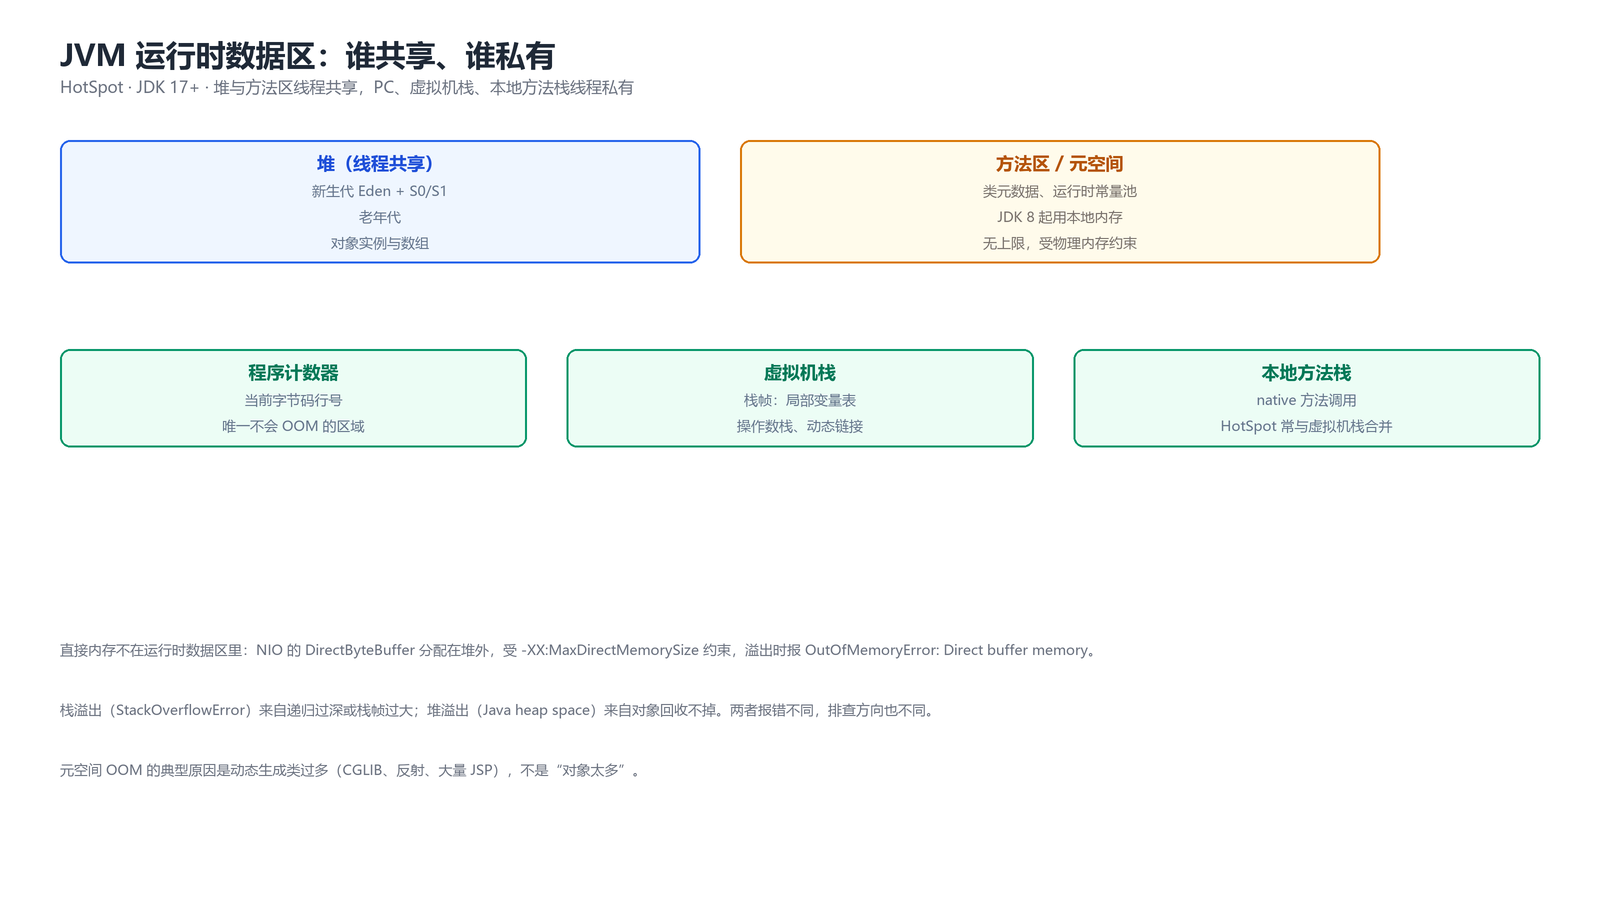 JVM 运行时数据区：谁共享、谁私有
HotSpot · JDK 17+ · 堆与方法区线程共享，PC、虚拟机栈、本地方法栈线程私有
堆（线程共享）
新生代 Eden + S0/S1
老年代
对象实例与数组
方法区 / 元空间
类元数据、运行时常量池
JDK 8 起用本地内存
无上限，受物理内存约束
程序计数器
当前字节码行号
唯一不会 OOM 的区域
虚拟机栈
栈帧：局部变量表
操作数栈、动态链接
本地方法栈
native 方法调用
HotSpot 常与虚拟机栈合并
直接内存不在运行时数据区里：NIO 的 DirectByteBuffer 分配在堆外，受 -XX:MaxDirectMemorySize 约束，溢出时报 OutOfMemoryError: Direct buffer memory。
栈溢出（StackOverflowError）来自递归过深或栈帧过大；堆溢出（Java heap space）来自对象回收不掉。两者报错不同，排查方向也不同。
元空间 OOM 的典型原因是动态生成类过多（CGLIB、反射、大量 JSP），不是“对象太多”。